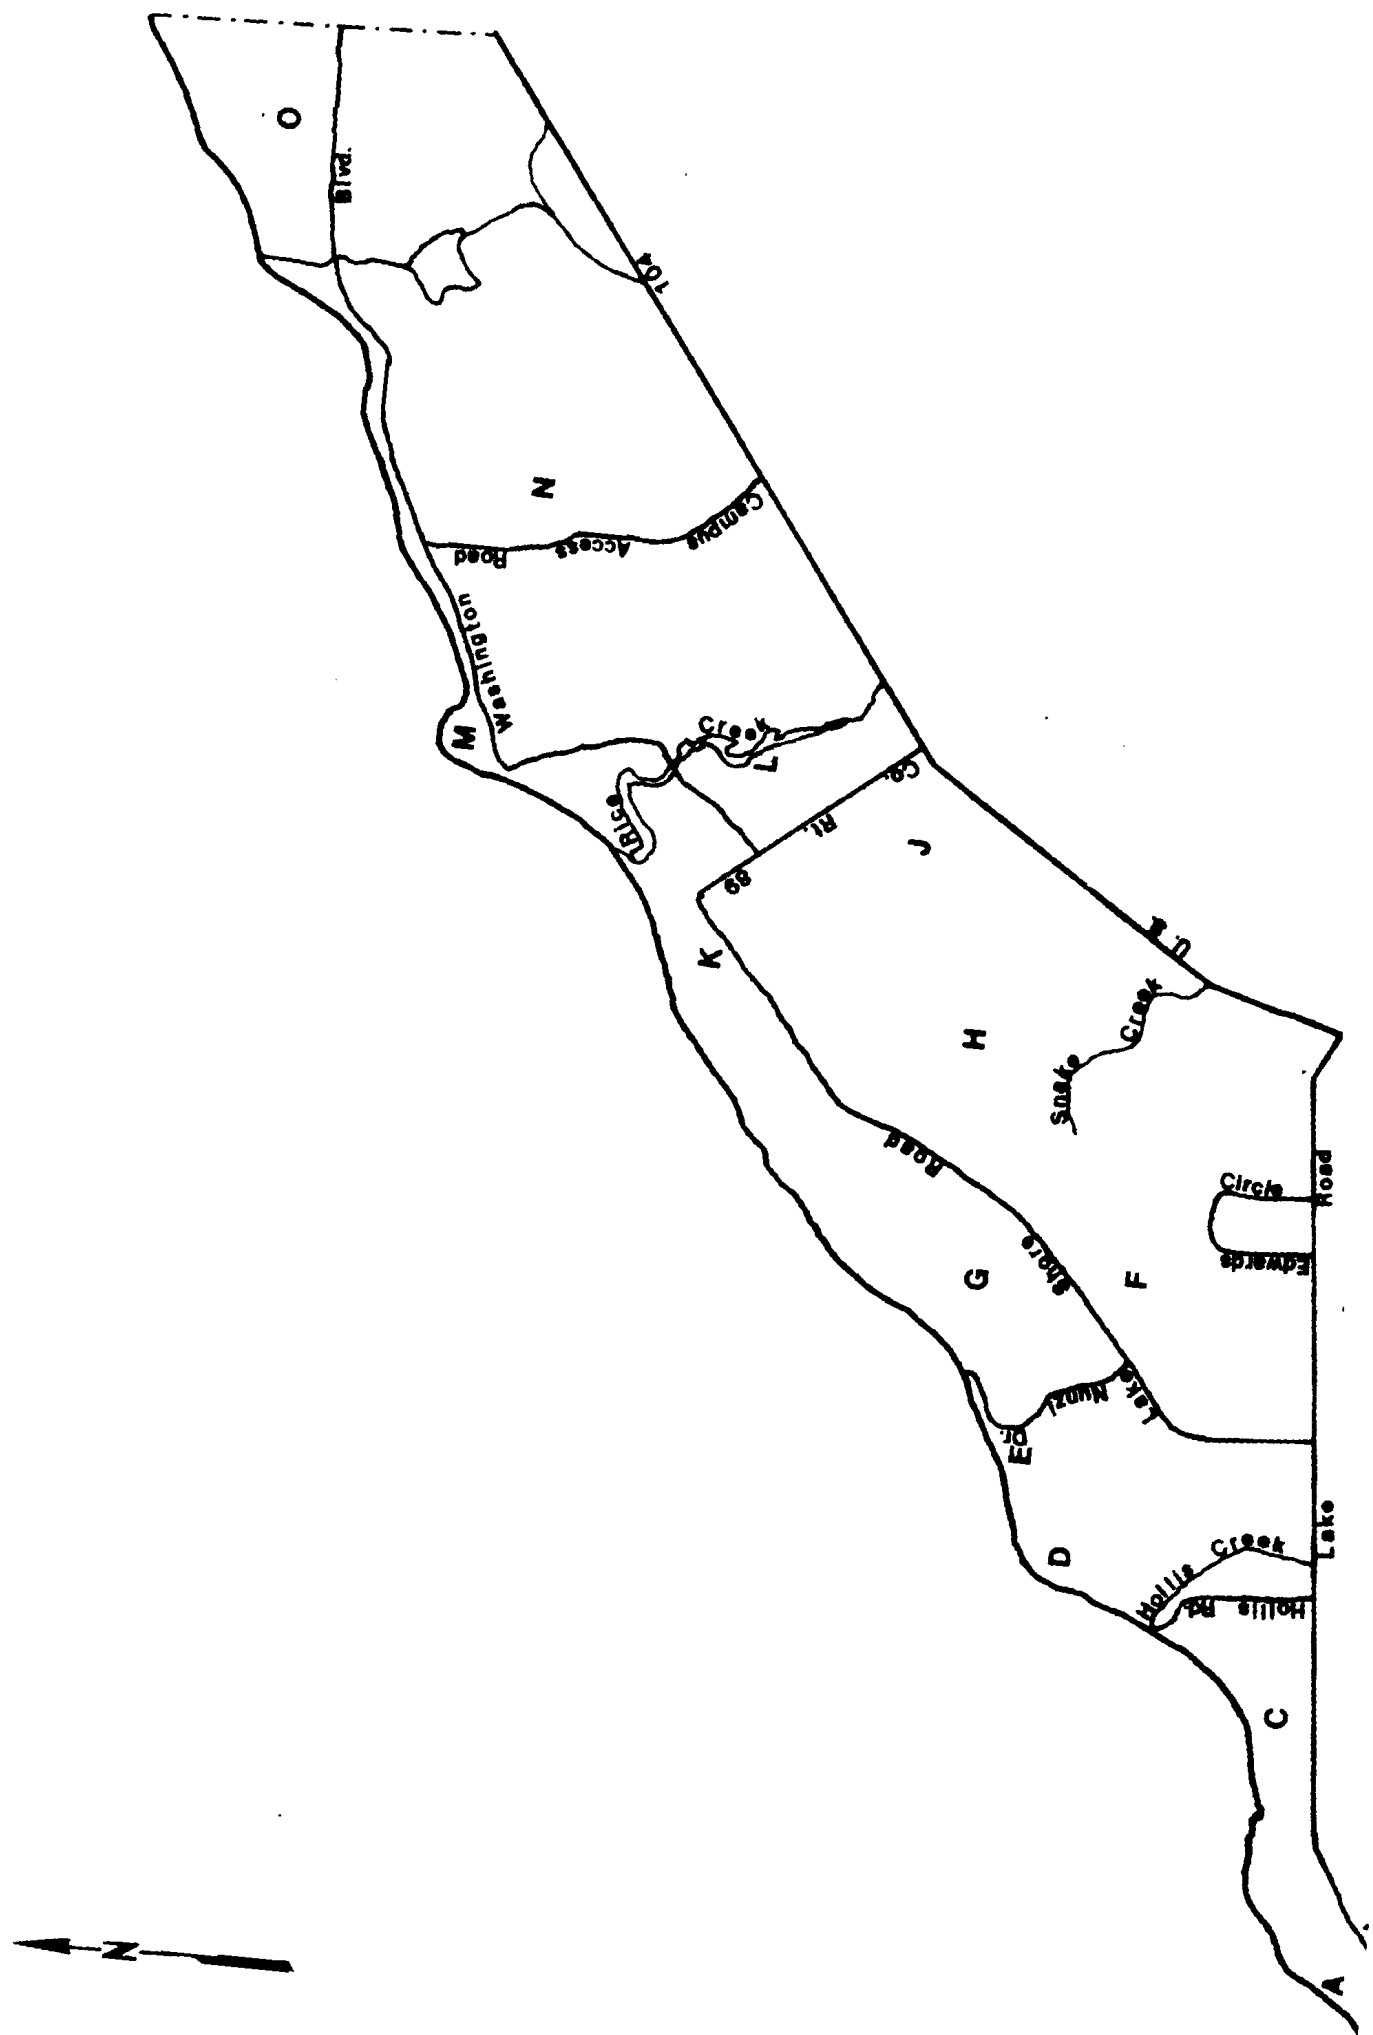 O
Blvd.
104
N
Campus Access Road
Washington
M
Creek
L
Rice
Co.
Rt.
89
J
K
U.S.
H
Snake Creek
Road
Shore
Lake
G
F
Circle
Edwards
Road
Nunzi
Dr.
E
D
Hollis Creek
Hollis Rd.
Lake
C
N
A